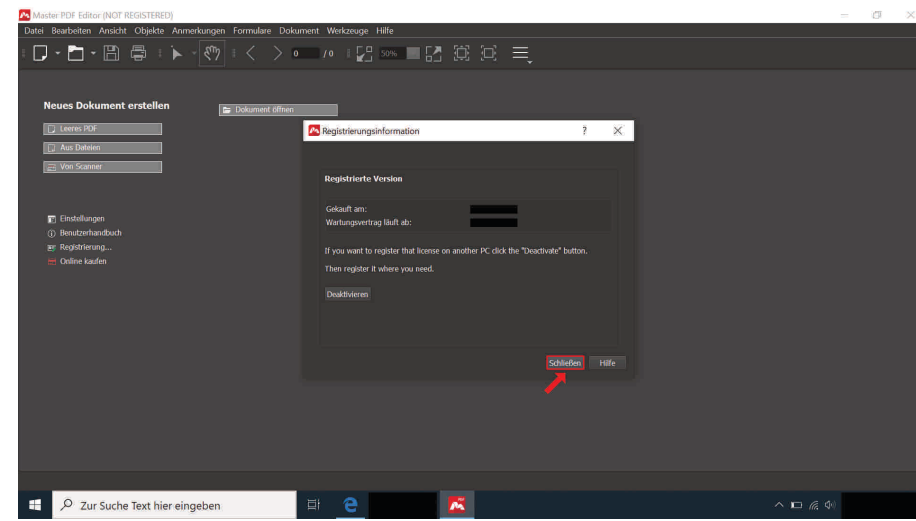 Master PDF Editor (NOT REGISTERED)
Datei Bearbeiten Ansicht Objekte Anmerkungen Formulare Dokument Werkzeuge Hilfe
0 / 0 50%
Neues Dokument erstellen
Dokument öffnen
Leeres PDF
Aus Dateien
Von Scanner
Einstellungen
Benutzerhandbuch
Registrierung...
Online kaufen
Registrierungsinformation ?
Registrierte Version
Gekauft am:
Wartungsvertrag läuft ab:
If you want to register that license on another PC click the "Deactivate" button.
Then register it where you need.
Deaktivieren
Schließen Hilfe
Zur Suche Text hier eingeben